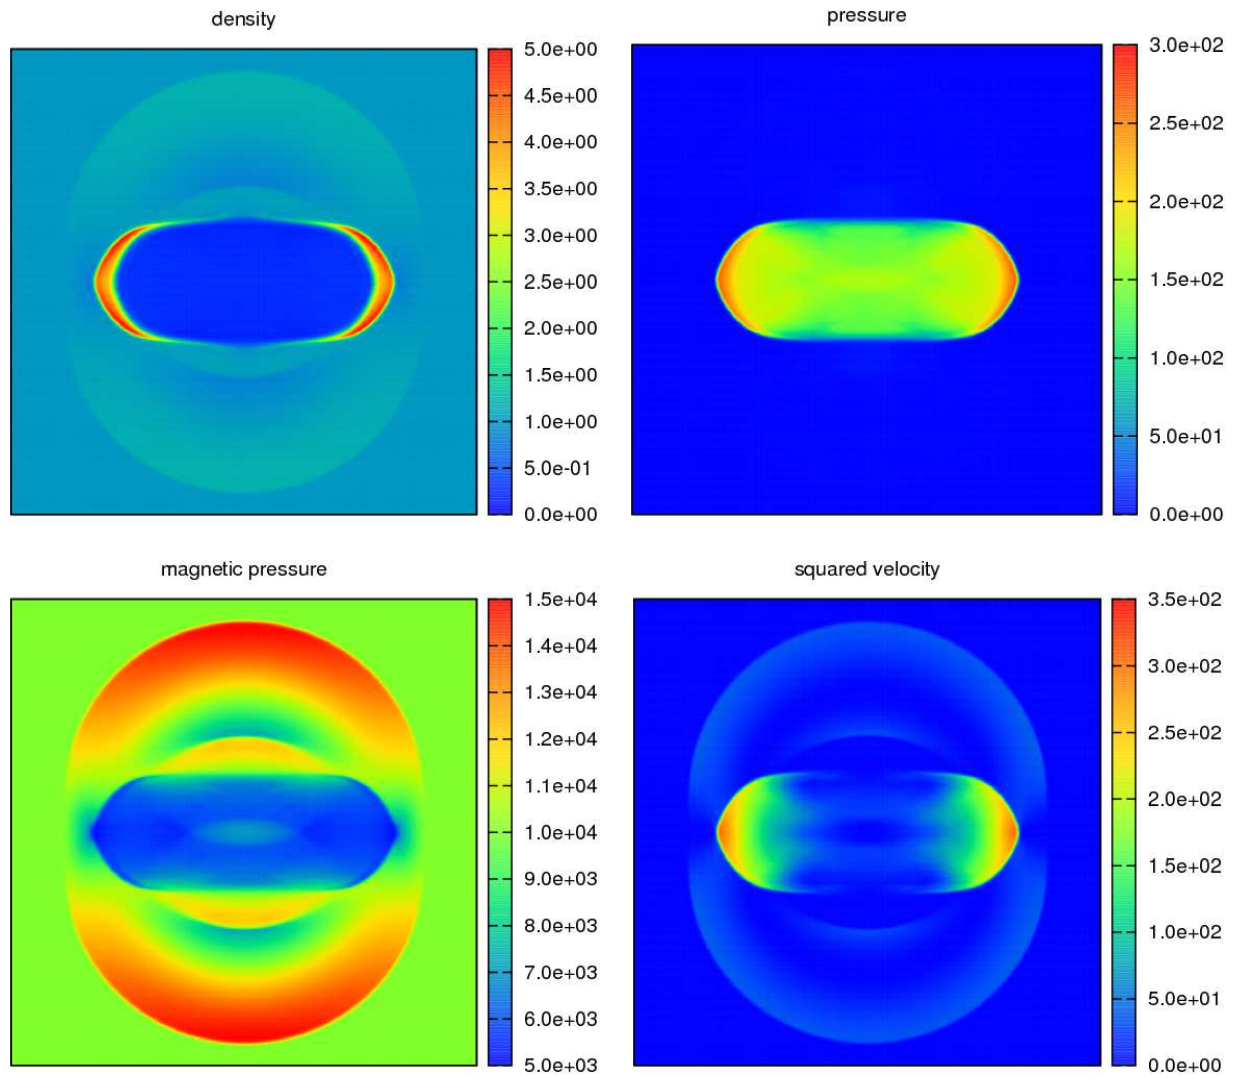 density
5.0e+00
4.5e+00
4.0e+00
3.5e+00
3.0e+00
2.5e+00
2.0e+00
1.5e+00
1.0e+00
5.0e-01
0.0e+00
pressure
3.0e+02
2.5e+02
2.0e+02
1.5e+02
1.0e+02
5.0e+01
0.0e+00
magnetic pressure
1.5e+04
1.4e+04
1.3e+04
1.2e+04
1.1e+04
1.0e+04
9.0e+03
8.0e+03
7.0e+03
6.0e+03
5.0e+03
squared velocity
3.5e+02
3.0e+02
2.5e+02
2.0e+02
1.5e+02
1.0e+02
5.0e+01
0.0e+00